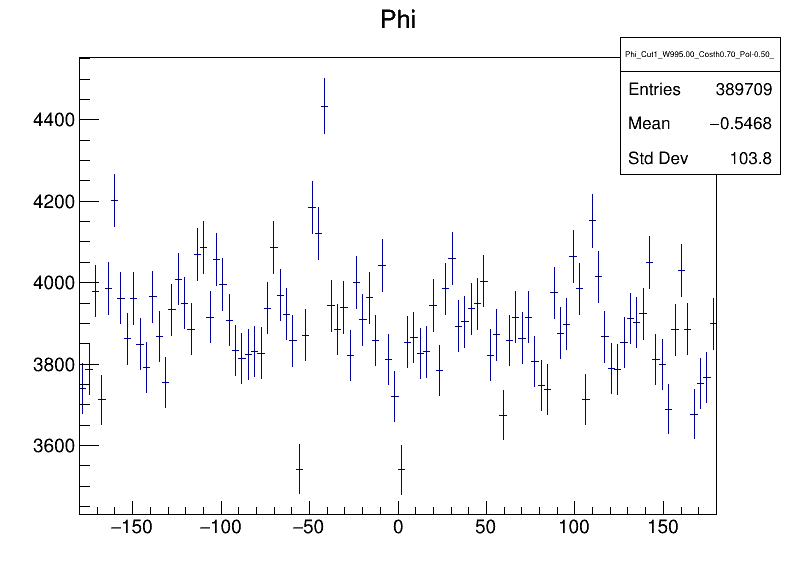 Phi
Phi_Cut1_W995.00_Costh0.70_Pol-0.50_
Entries 389709
Mean −0.5468
Std Dev 103.8
4400
4200
4000
3800
3600
−150 −100 −50 0 50 100 150